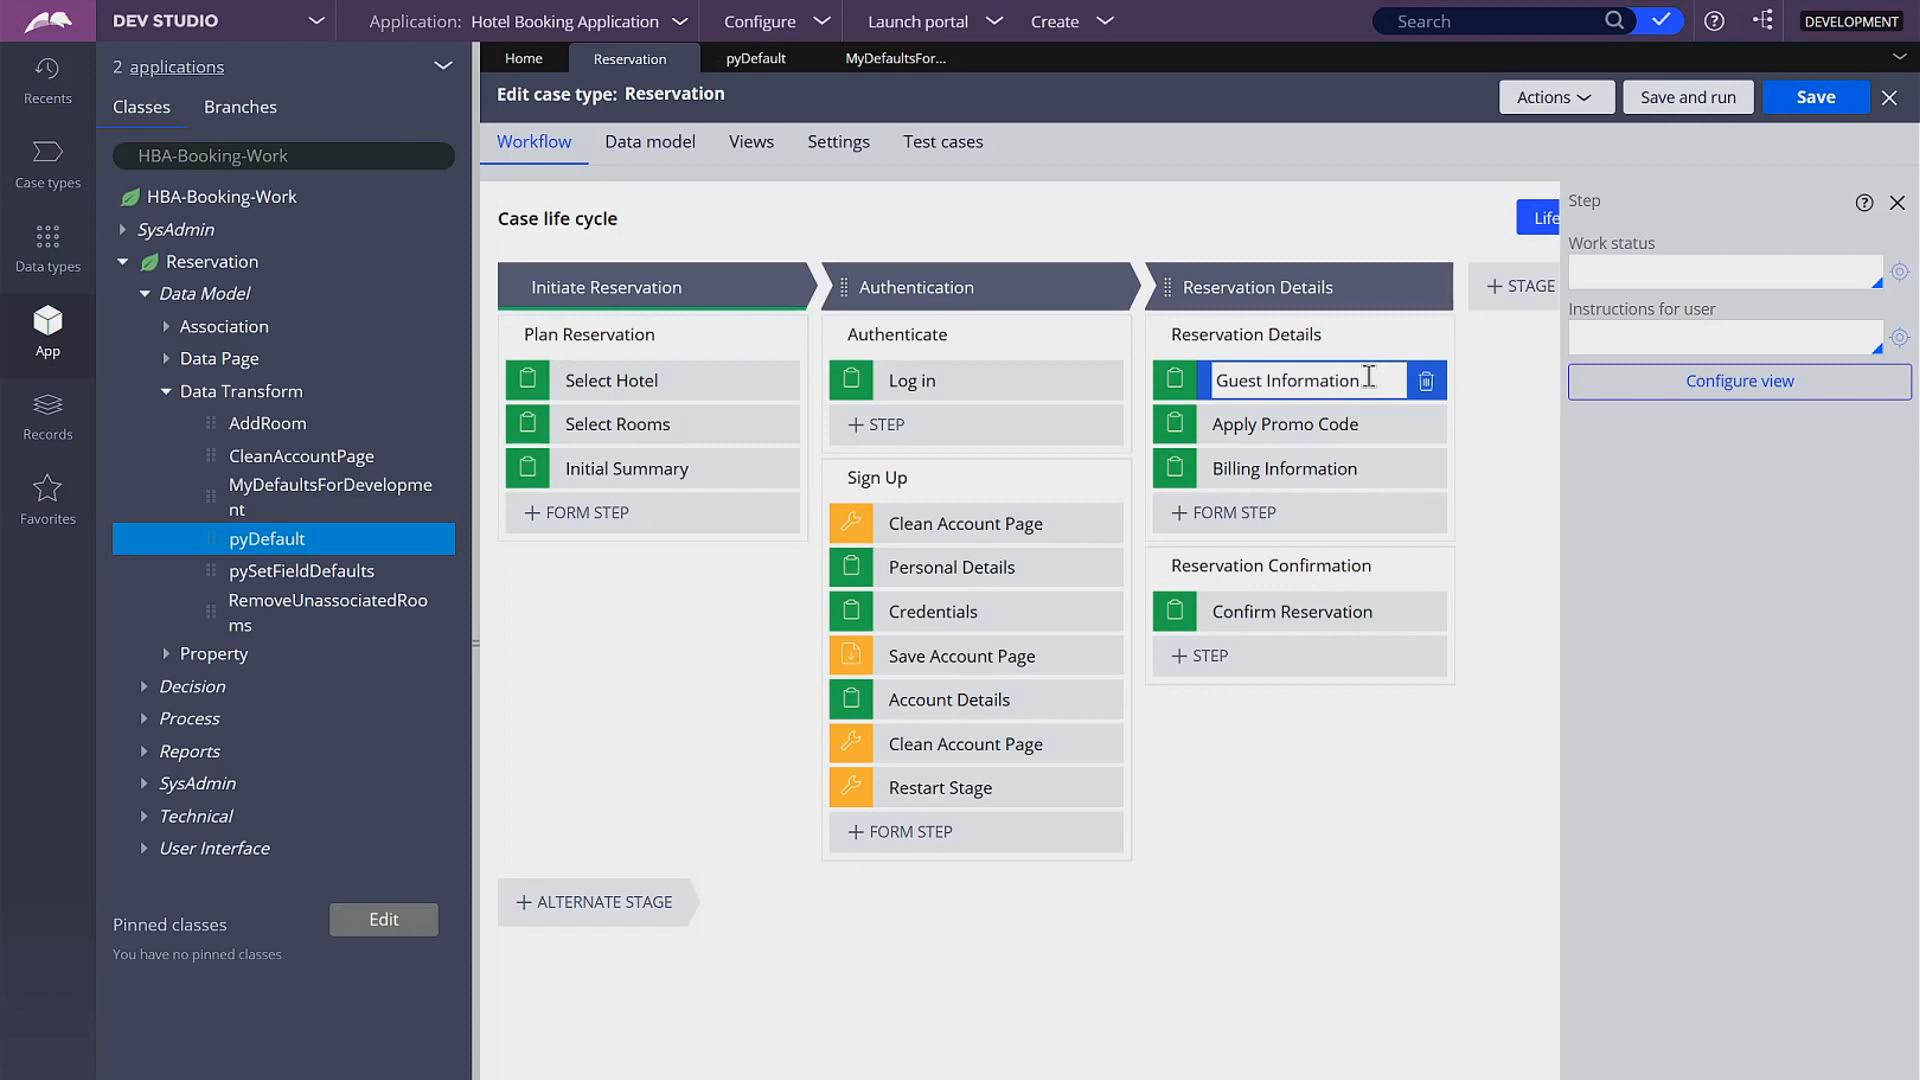 DEV STUDIO
Application: Hotel Booking Application
Configure
Launch portal
Create
Search
DEVELOPMENT
Recents
Case types
Data types
App
Records
Favorites
2 applications
Classes
Branches
HBA-Booking-Work
HBA-Booking-Work
SysAdmin
Reservation
Data Model
Association
Data Page
Data Transform
AddRoom
CleanAccountPage
MyDefaultsForDevelopme
nt
pyDefault
pySetFieldDefaults
RemoveUnassociatedRoo
ms
Property
Decision
Process
Reports
SysAdmin
Technical
User Interface
Pinned classes
Edit
You have no pinned classes
Home
Reservation
pyDefault
MyDefaultsFor...
Edit case type: Reservation
Actions
Save and run
Save
Workflow
Data model
Views
Settings
Test cases
Case life cycle
Life
Initiate Reservation
Plan Reservation
Select Hotel
Select Rooms
Initial Summary
+ FORM STEP
Authentication
Authenticate
Log in
+ STEP
Sign Up
Clean Account Page
Personal Details
Credentials
Save Account Page
Account Details
Clean Account Page
Restart Stage
+ FORM STEP
Reservation Details
Reservation Details
Guest Information
Apply Promo Code
Billing Information
+ FORM STEP
Reservation Confirmation
Confirm Reservation
+ STEP
+ STAGE
+ ALTERNATE STAGE
Step
Work status
Instructions for user
Configure view